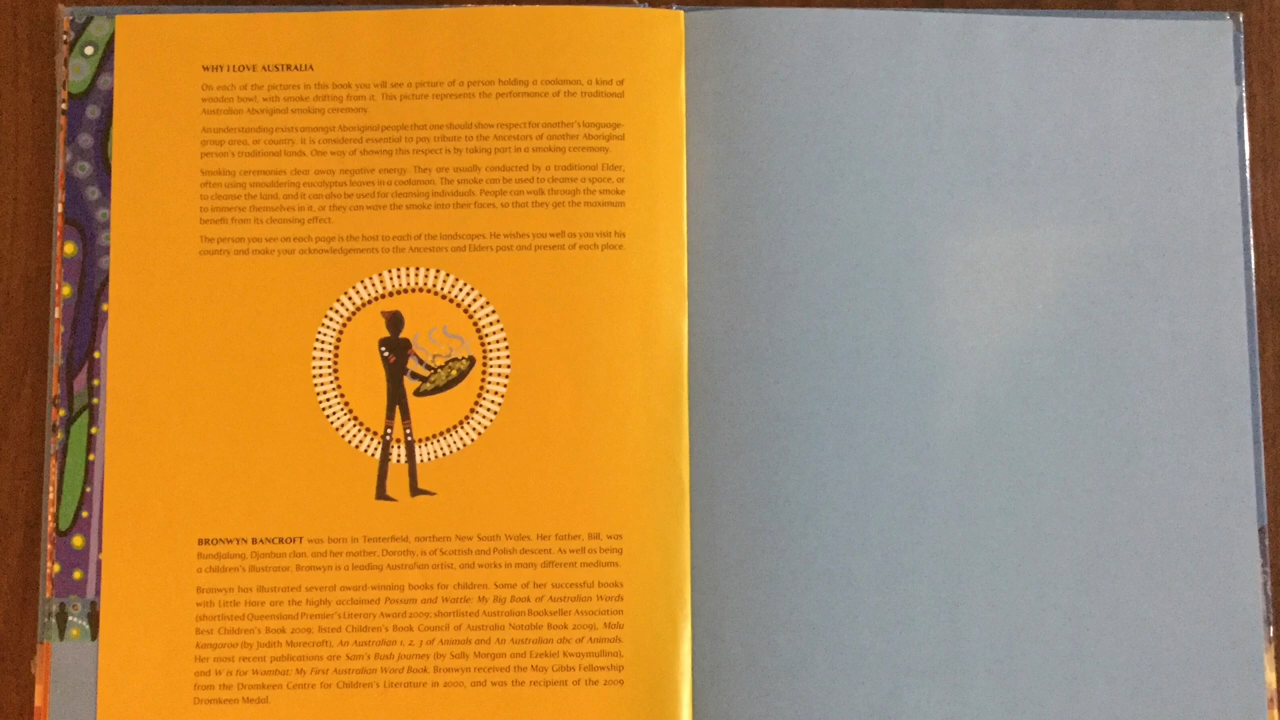 WHY I LOVE AUSTRALIA
On each of the pictures in this book you will see a picture of a person holding a coolamon, a kind of
wooden bowl, with smoke drifting from it. This picture represents the performance of the traditional
Australian Aboriginal smoking ceremony.
An understanding exists amongst Aboriginal people that one should show respect for another's language-
group area, or country. It is considered essential to pay tribute to the Ancestors of another Aboriginal
person's traditional lands. One way of showing this respect is by taking part in a smoking ceremony.
Smoking ceremonies clear away negative energy. They are usually conducted by a traditional Elder,
often using smouldering eucalyptus leaves in a coolamon. The smoke can be used to cleanse a space, or
to cleanse the land, and it can also be used for cleansing individuals. People can walk through the smoke
to immerse themselves in it, or they can wave the smoke into their faces, so that they get the maximum
benefit from its cleansing effect.
The person you see on each page is the host to each of the landscapes. He wishes you well as you visit his
country and make your acknowledgements to the Ancestors and Elders past and present of each place.
BRONWYN BANCROFT was born in Tenterfield, northern New South Wales. Her father, Bill, was
Bundjalung, Djanbun clan, and her mother, Dorothy, is of Scottish and Polish descent. As well as being
a children's illustrator, Bronwyn is a leading Australian artist, and works in many different mediums.
Bronwyn has illustrated several award-winning books for children. Some of her successful books
with Little Hare are the highly acclaimed Possum and Wattle: My Big Book of Australian Words
(shortlisted Queensland Premier's Literary Award 2009; shortlisted Australian Bookseller Association
Best Children's Book 2009; listed Children's Book Council of Australia Notable Book 2009), Malu
Kangaroo (by Judith Morecroft), An Australian 1, 2, 3 of Animals and An Australian abc of Animals.
Her most recent publications are Sam's Bush Journey (by Sally Morgan and Ezekiel Kwaymullina),
and W is for Wombat: My First Australian Word Book. Bronwyn received the May Gibbs Fellowship
from the Dromkeen Centre for Children's Literature in 2000, and was the recipient of the 2009
Dromkeen Medal.